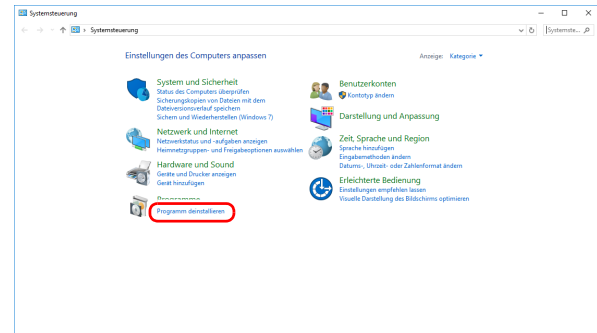 Systemsteuerung
Systemsteuerung
Systemste...
Einstellungen des Computers anpassen
Anzeige: Kategorie
System und Sicherheit
Status des Computers überprüfen
Sicherungskopien von Dateien mit dem
Dateiversionsverlauf speichern
Sichern und Wiederherstellen (Windows 7)
Netzwerk und Internet
Netzwerkstatus und -aufgaben anzeigen
Heimnetzgruppen- und Freigabeoptionen auswählen
Hardware und Sound
Geräte und Drucker anzeigen
Gerät hinzufügen
Programme
Programm deinstallieren
Benutzerkonten
Kontotyp ändern
Darstellung und Anpassung
Zeit, Sprache und Region
Sprache hinzufügen
Eingabemethoden ändern
Datums-, Uhrzeit- oder Zahlenformat ändern
Erleichterte Bedienung
Einstellungen empfehlen lassen
Visuelle Darstellung des Bildschirms optimieren